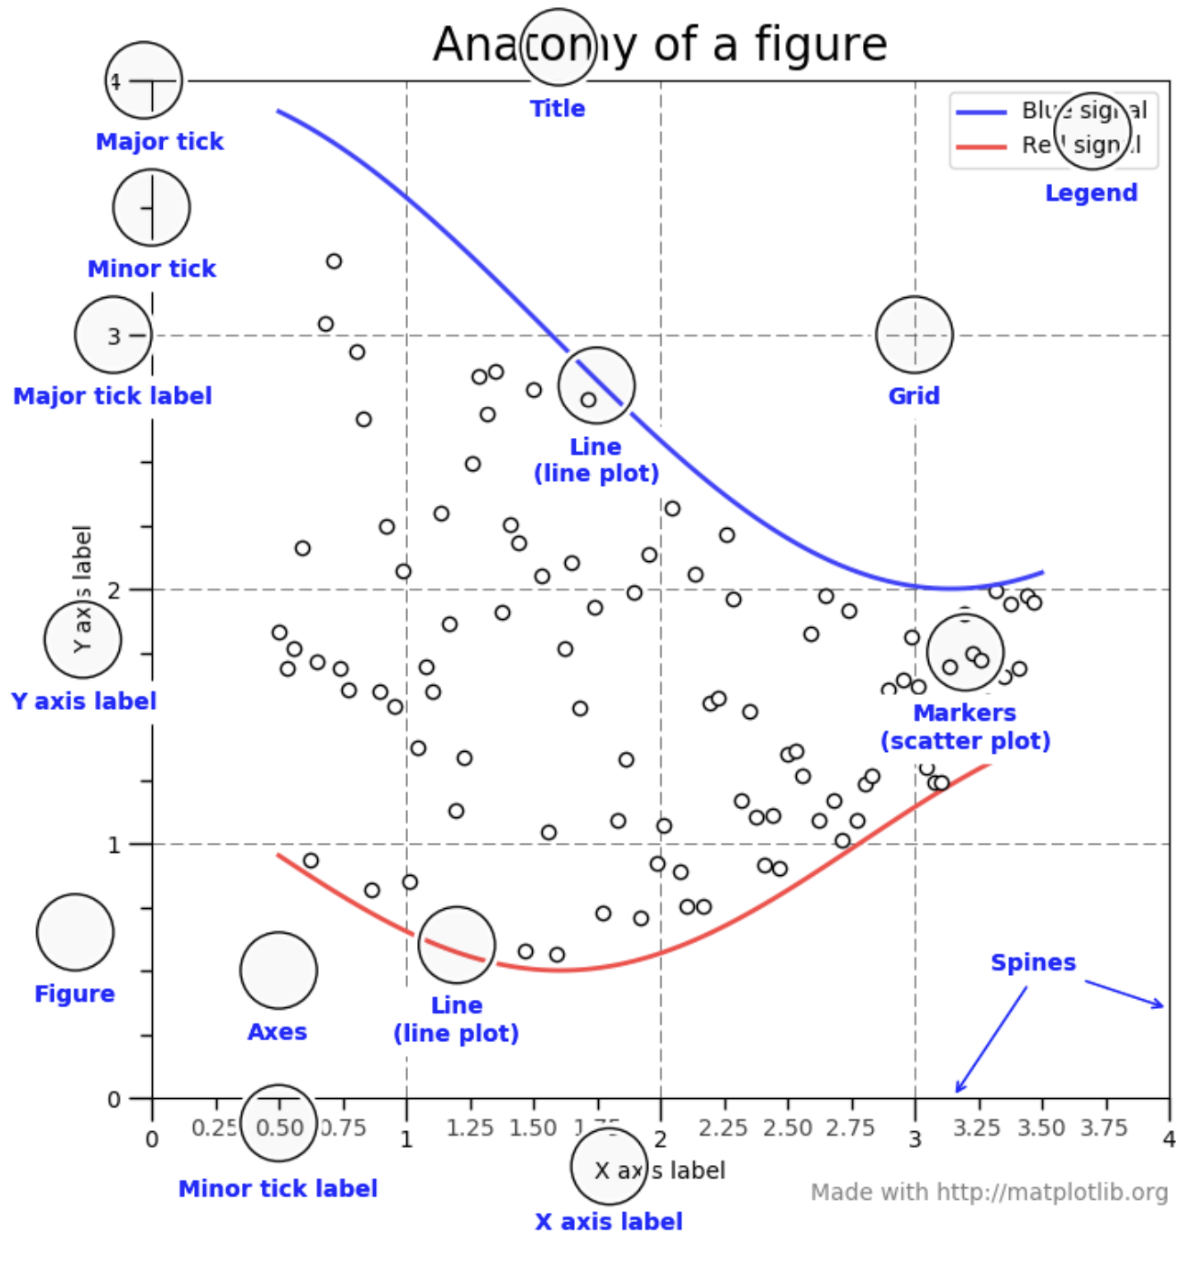 Anatomy of a figure
Title
4
Major tick
Blue signal
Red signal
Legend
Minor tick
3
Major tick label
Grid
Line
(line plot)
2
Y axis label
Y axis label
Markers
(scatter plot)
1
Figure
Axes
Line
(line plot)
Spines
0
0 0.25 0.50 0.75 1 1.25 1.50 1.75 2 2.25 2.50 2.75 3 3.25 3.50 3.75 4
X axis label
Minor tick label
Made with http://matplotlib.org
X axis label